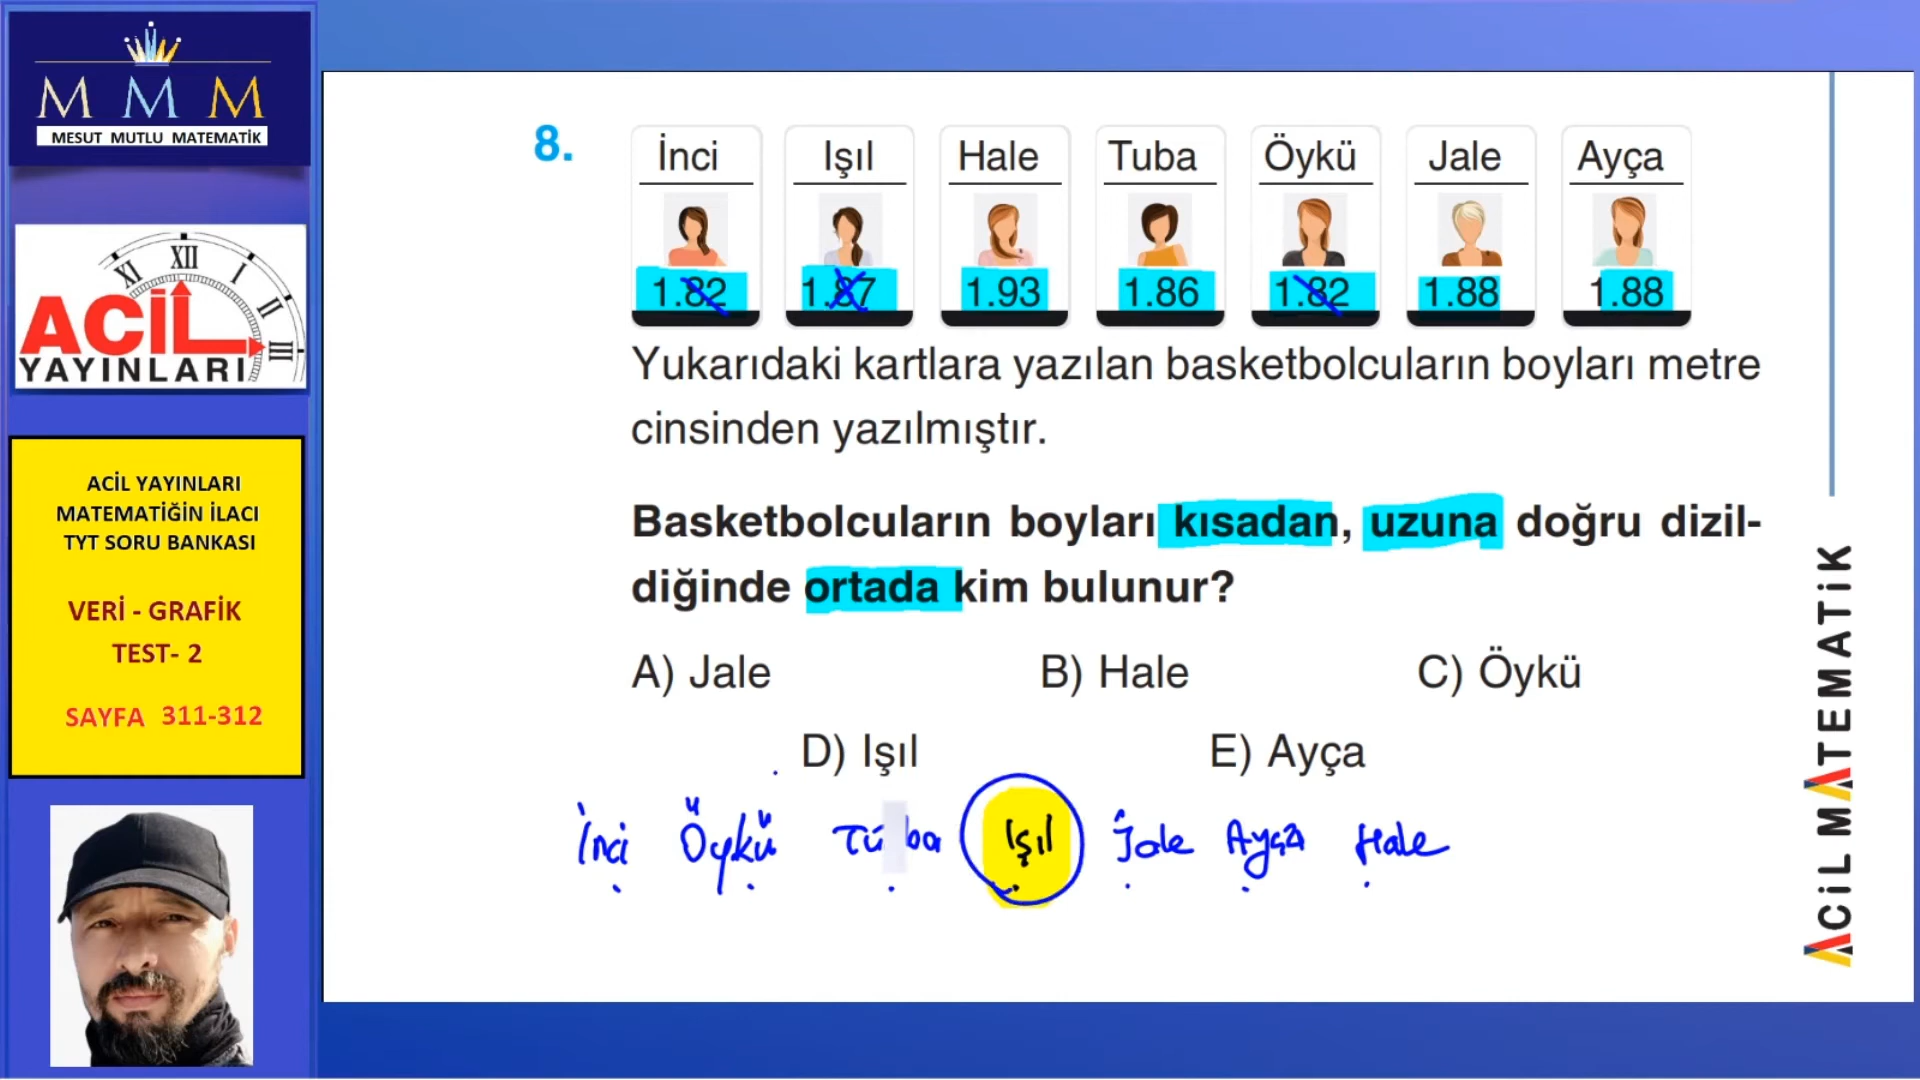 M M M
MESUT MUTLU MATEMATİK
XI XII I II III
ACİL
YAYINLARI
ACİL YAYINLARI
MATEMATİĞİN İLACI
TYT SORU BANKASI
VERİ - GRAFİK
TEST- 2
SAYFA 311-312
8.
İnci Işıl Hale Tuba Öykü Jale Ayça
1.82 1.87 1.93 1.86 1.82 1.88 1.88
Yukarıdaki kartlara yazılan basketbolcuların boyları metre
cinsinden yazılmıştır.
Basketbolcuların boyları kısadan, uzuna doğru dizil-
diğinde ortada kim bulunur?
A) Jale B) Hale C) Öykü
D) Işıl E) Ayça
İnci Öykü Tuba Işıl Jale Ayça Hale
ACİL MATEMATİK